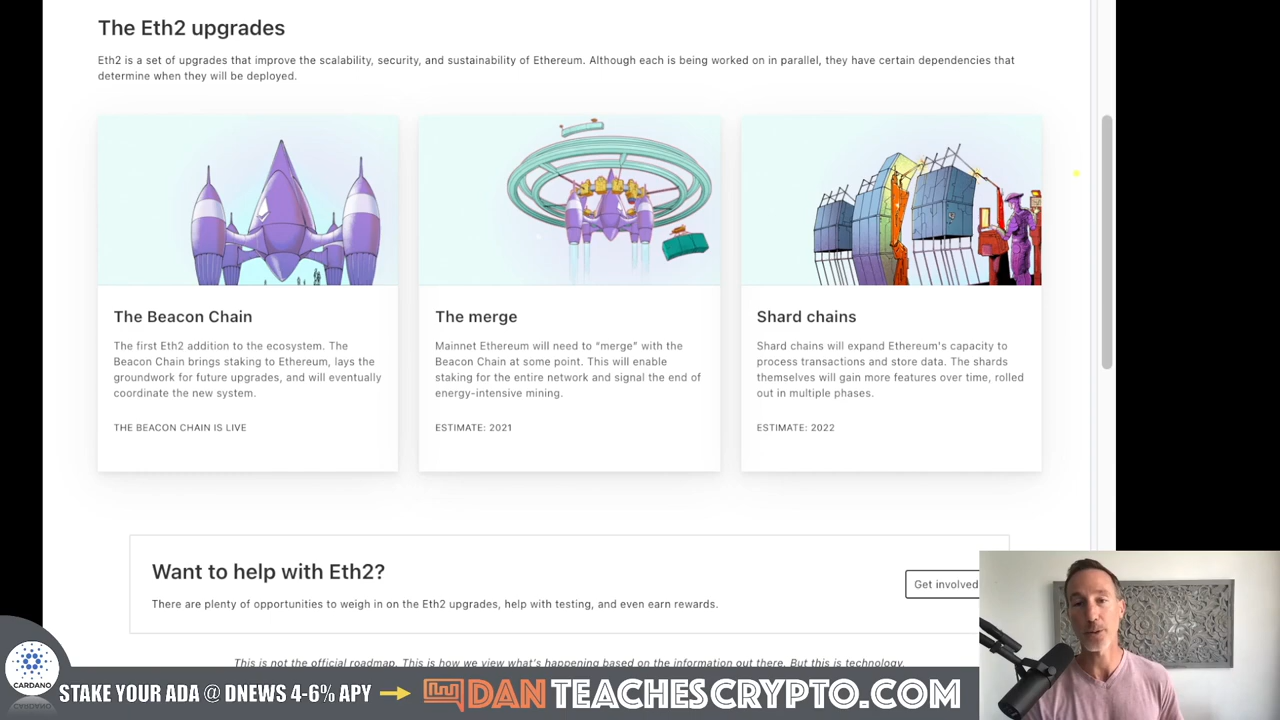 The Eth2 upgrades
Eth2 is a set of upgrades that improve the scalability, security, and sustainability of Ethereum. Although each is being worked on in parallel, they have certain dependencies that
determine when they will be deployed.
The Beacon Chain
The first Eth2 addition to the ecosystem. The
Beacon Chain brings staking to Ethereum, lays the
groundwork for future upgrades, and will eventually
coordinate the new system.
THE BEACON CHAIN IS LIVE
The merge
Mainnet Ethereum will need to “merge” with the
Beacon Chain at some point. This will enable
staking for the entire network and signal the end of
energy-intensive mining.
ESTIMATE: 2021
Shard chains
Shard chains will expand Ethereum's capacity to
process transactions and store data. The shards
themselves will gain more features over time, rolled
out in multiple phases.
ESTIMATE: 2022
Want to help with Eth2?
There are plenty of opportunities to weigh in on the Eth2 upgrades, help with testing, and even earn rewards.
Get involved
This is not the official roadmap. This is how we view what's happening based on the information out there. But this is technology,
CARDANO
STAKE YOUR ADA @ DNEWS 4-6% APY
DANTEACHESCRYPTO.COM